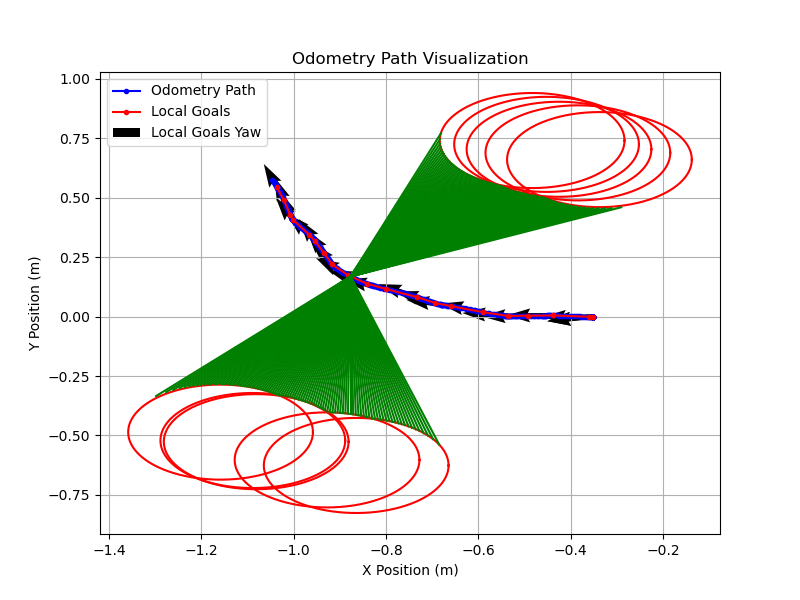 Odometry Path Visualization
Odometry Path
Local Goals
Local Goals Yaw
Y Position (m)
1.00
0.75
0.50
0.25
0.00
−0.25
−0.50
−0.75
−1.4 −1.2 −1.0 −0.8 −0.6 −0.4 −0.2
X Position (m)